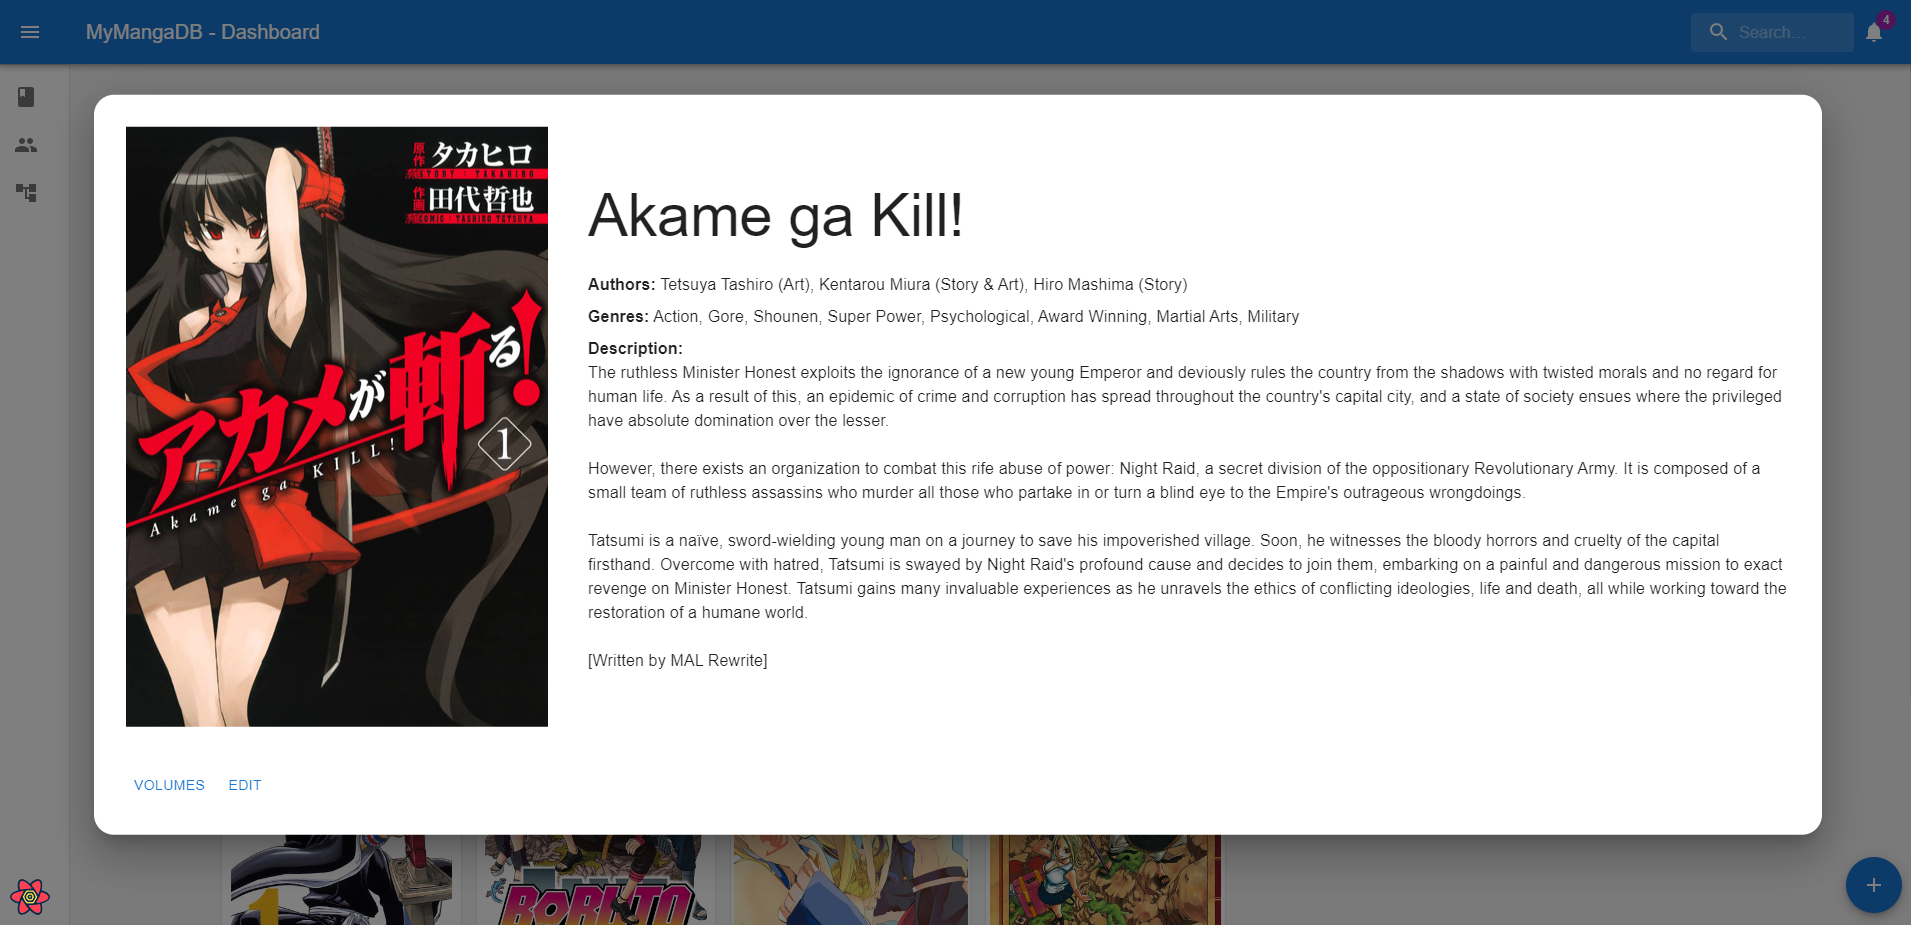 MyMangaDB - Dashboard
Search...
4
原作 タカヒロ
STORY : TAKAHIRO
作画 田代哲也
COMIC : TASHIRO TETSUYA
アカメが斬る!
Akame ga KILL!
1
Akame ga Kill!
Authors: Tetsuya Tashiro (Art), Kentarou Miura (Story & Art), Hiro Mashima (Story)
Genres: Action, Gore, Shounen, Super Power, Psychological, Award Winning, Martial Arts, Military
Description:
The ruthless Minister Honest exploits the ignorance of a new young Emperor and deviously rules the country from the shadows with twisted morals and no regard for
human life. As a result of this, an epidemic of crime and corruption has spread throughout the country's capital city, and a state of society ensues where the privileged
have absolute domination over the lesser.
However, there exists an organization to combat this rife abuse of power: Night Raid, a secret division of the oppositionary Revolutionary Army. It is composed of a
small team of ruthless assassins who murder all those who partake in or turn a blind eye to the Empire's outrageous wrongdoings.
Tatsumi is a naïve, sword-wielding young man on a journey to save his impoverished village. Soon, he witnesses the bloody horrors and cruelty of the capital
firsthand. Overcome with hatred, Tatsumi is swayed by Night Raid's profound cause and decides to join them, embarking on a painful and dangerous mission to exact
revenge on Minister Honest. Tatsumi gains many invaluable experiences as he unravels the ethics of conflicting ideologies, life and death, all while working toward the
restoration of a humane world.
[Written by MAL Rewrite]
VOLUMES
EDIT
1
BORUTO